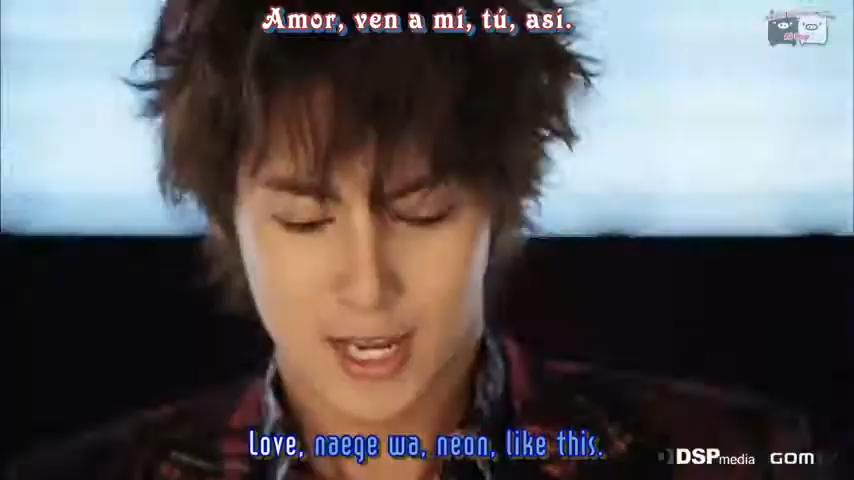 Amor, ven a mí, tú, así.
Love, naege wa, neon, like this.
DSPmedia GOM